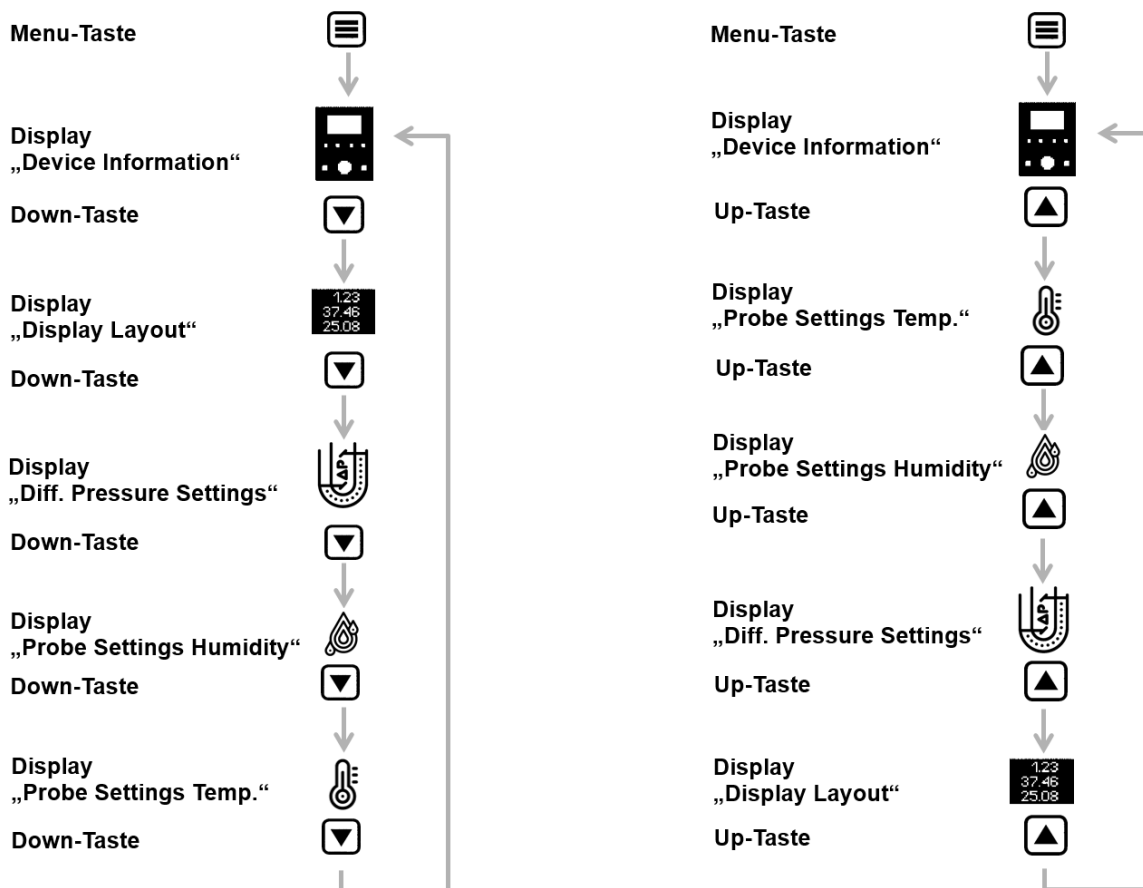 Menu-Taste
Display
„Device Information“
Down-Taste
1.23
37.46
25.08
Display
„Display Layout“
Down-Taste
ΔP
Display
„Diff. Pressure Settings“
Down-Taste
Display
„Probe Settings Humidity“
Down-Taste
Display
„Probe Settings Temp.“
Down-Taste
Menu-Taste
Display
„Device Information“
Up-Taste
Display
„Probe Settings Temp.“
Up-Taste
Display
„Probe Settings Humidity“
Up-Taste
ΔP
Display
„Diff. Pressure Settings“
Up-Taste
Display
„Display Layout“
1.23
37.46
25.08
Up-Taste